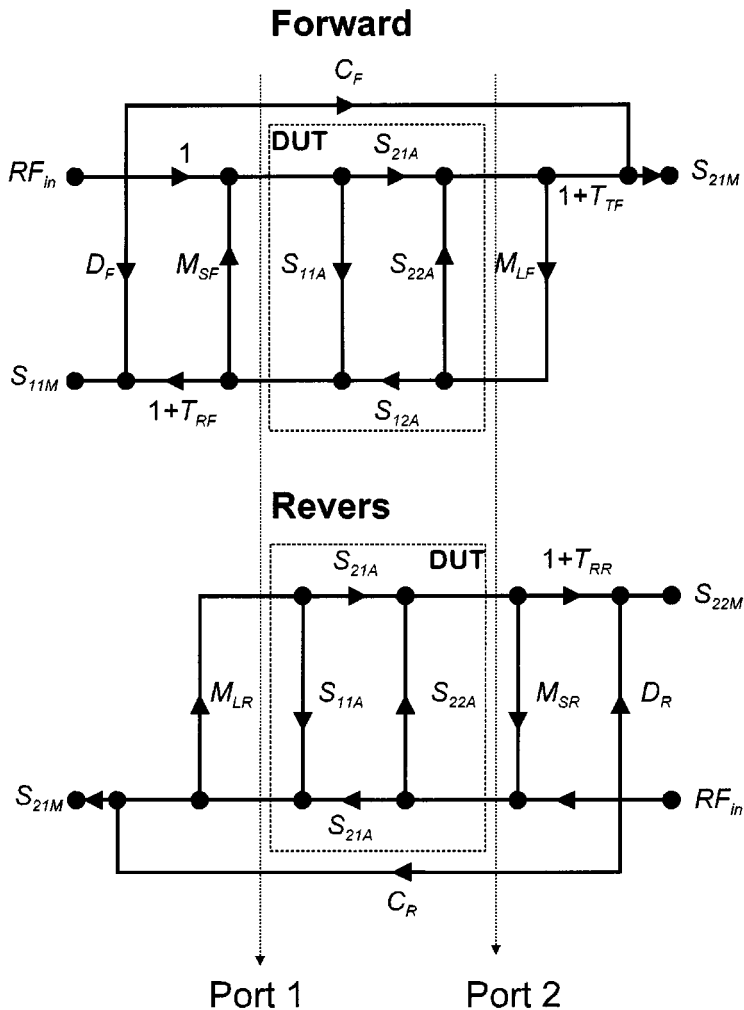 Forward
C_F
DUT
S_21A
RF_in
1
S_21M
1+T_TF
D_F
M_SF
S_11A
S_22A
M_LF
S_11M
1+T_RF
S_12A
Revers
S_21A
DUT
1+T_RR
S_22M
M_LR
S_11A
S_22A
M_SR
D_R
S_21M
S_21A
RF_in
C_R
Port 1
Port 2